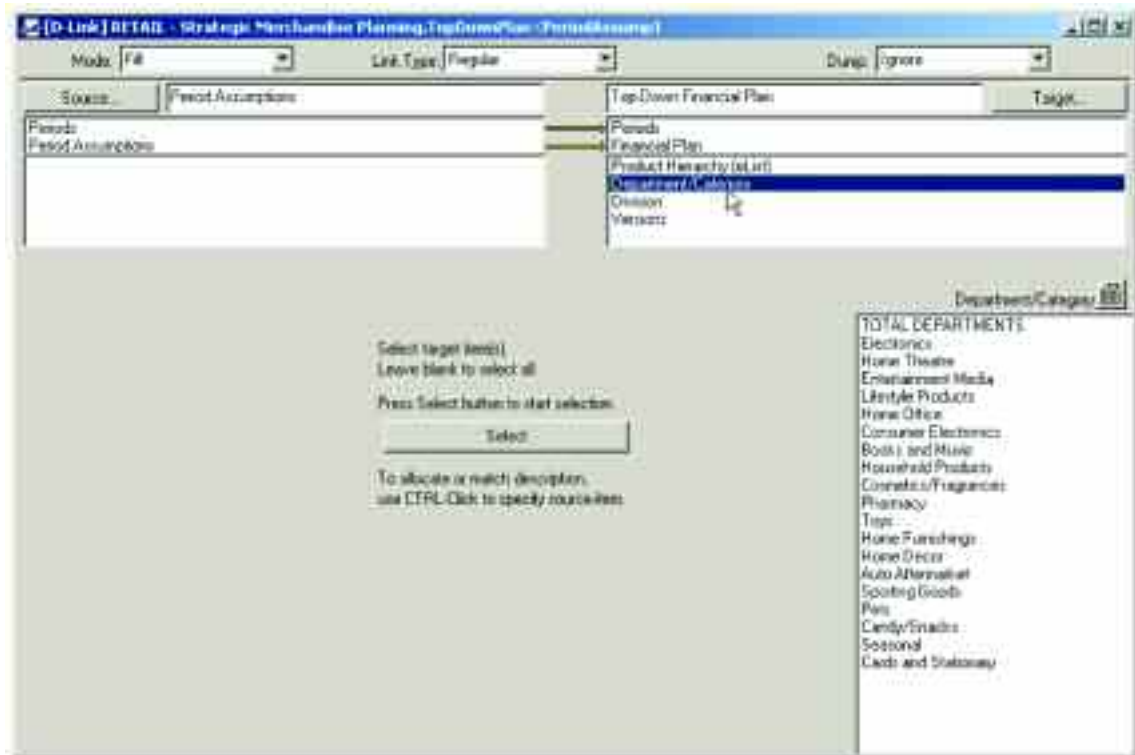 [D-Link] RETAIL - Strategic Merchandise Planning.TopDownPlan <PeriodAssump>
Mode: Fill Link Type: Regular Dump: Ignore
Source... Period Assumptions Top-Down Financial Plan Target...
Periods Periods
Period Assumptions Financial Plan
Product Hierarchy (eList)
Department/Category
Division
Versions
Department/Category
TOTAL DEPARTMENTS
Electronics
Home Theatre
Entertainment Media
Lifestyle Products
Home Office
Consumer Electronics
Books and Music
Household Products
Cosmetics/Fragrances
Pharmacy
Toys
Home Furnishings
Home Decor
Auto Aftermarket
Sporting Goods
Pets
Candy/Snacks
Seasonal
Cards and Stationary
Select target item(s)
Leave blank to select all
Press Select button to start selection.
Select
To allocate or match description,
use CTRL-Click to specify source-item